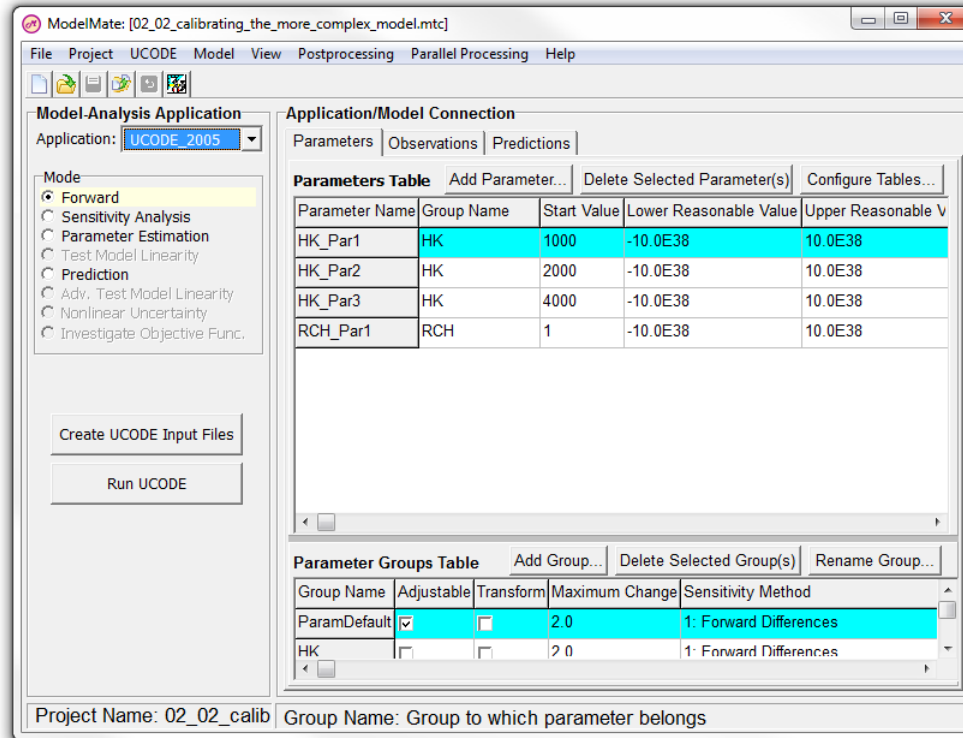 ModelMate: [02_02_calibrating_the_more_complex_model.mtc]
File Project UCODE Model View Postprocessing Parallel Processing Help
Model-Analysis Application
Application: UCODE_2005
Mode
Forward
Sensitivity Analysis
Parameter Estimation
Test Model Linearity
Prediction
Adv. Test Model Linearity
Nonlinear Uncertainty
Investigate Objective Func.
Create UCODE Input Files
Run UCODE
Application/Model Connection
Parameters Observations Predictions
Parameters Table Add Parameter... Delete Selected Parameter(s) Configure Tables...
Parameter Name Group Name Start Value Lower Reasonable Value Upper Reasonable V
HK_Par1 HK 1000 -10.0E38 10.0E38
HK_Par2 HK 2000 -10.0E38 10.0E38
HK_Par3 HK 4000 -10.0E38 10.0E38
RCH_Par1 RCH 1 -10.0E38 10.0E38
Parameter Groups Table Add Group... Delete Selected Group(s) Rename Group...
Group Name Adjustable Transform Maximum Change Sensitivity Method
ParamDefault 2.0 1: Forward Differences
HK 2.0 1: Forward Differences
Project Name: 02_02_calib Group Name: Group to which parameter belongs